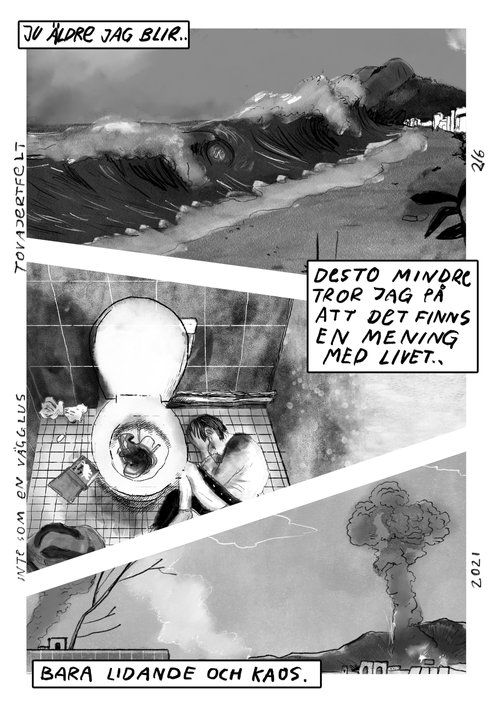 JU ÄLDRE JAG BLIR..
TOVAGERTFELT
2/6
DESTO MINDRE
TROR JAG PÅ
ATT DET FINNS
EN MENING
MED LIVET..
INTE SOM EN VÄGGLUS
2021
BARA LIDANDE OCH KAOS.